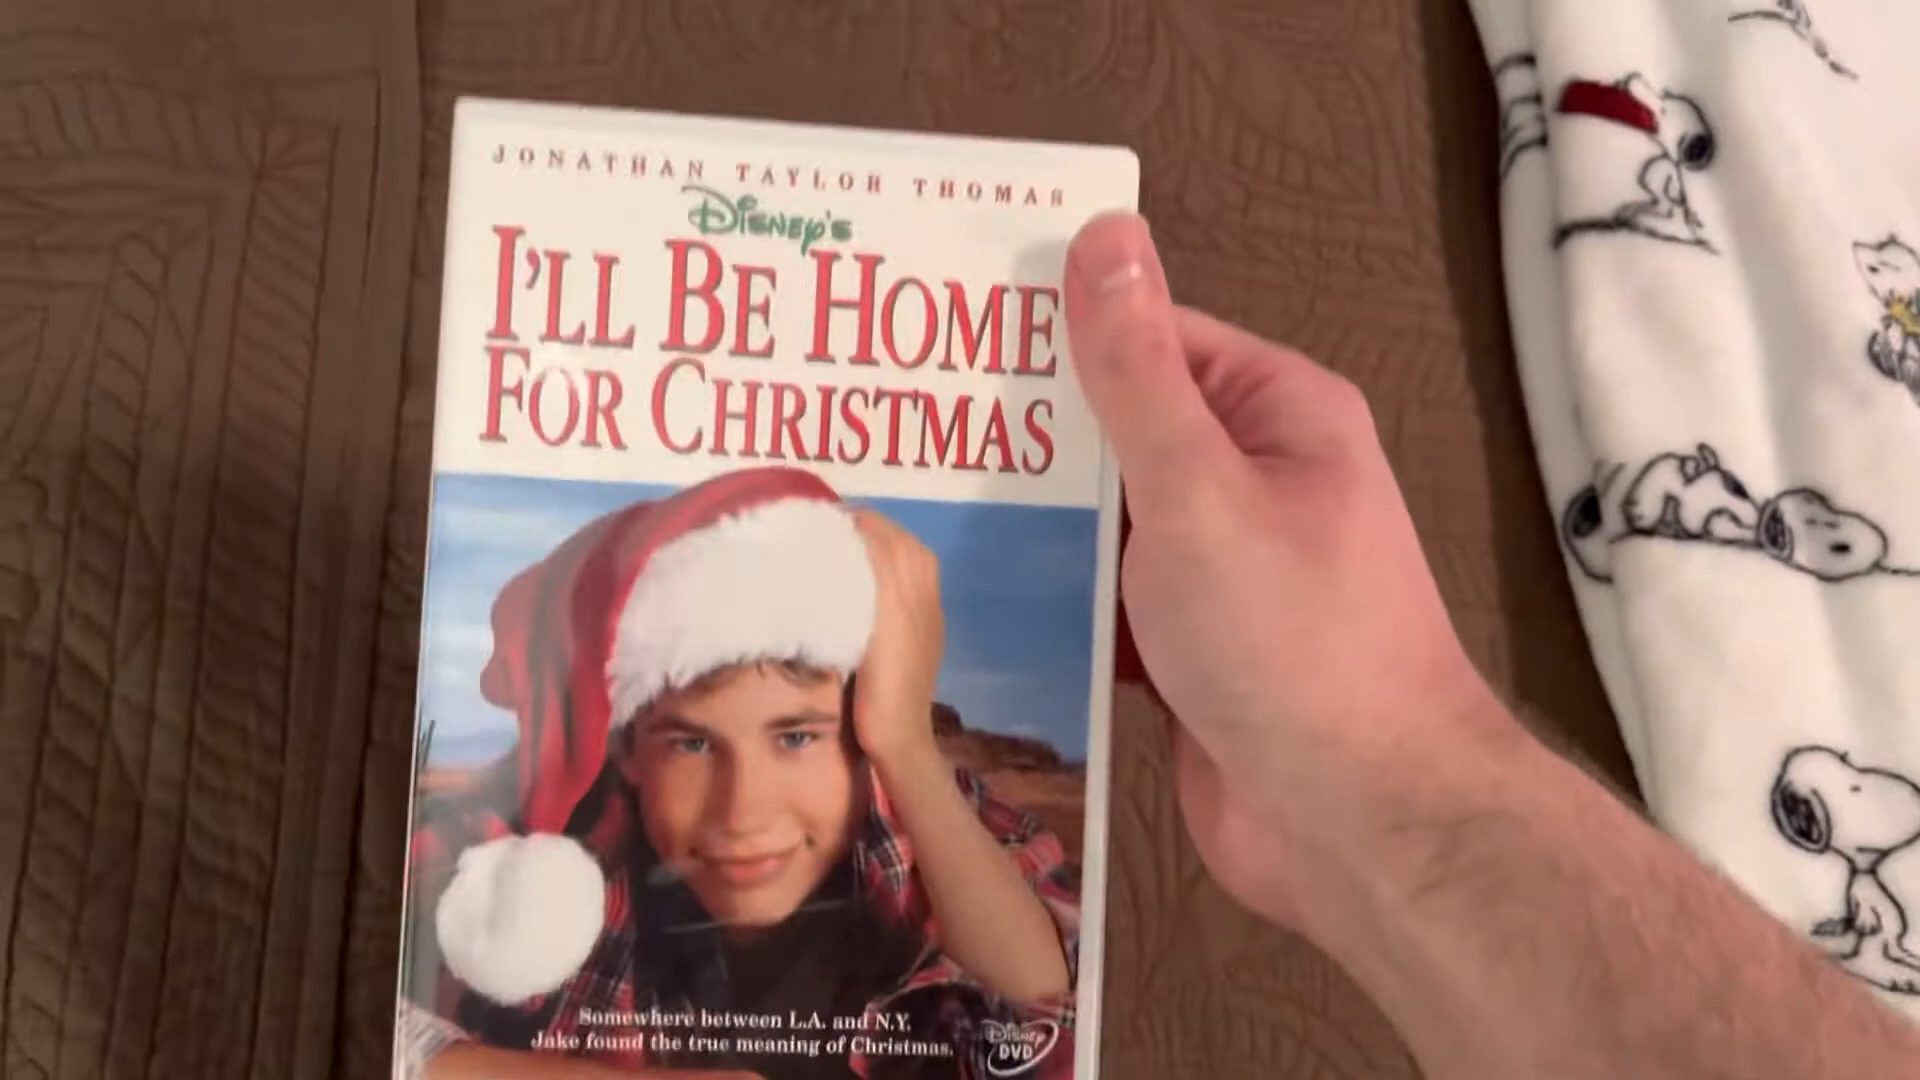 JONATHAN TAYLOR THOMAS
DISNEY'S
I'LL BE HOME
FOR CHRISTMAS
Somewhere between L.A. and N.Y.
Jake found the true meaning of Christmas.
DISNEY
DVD